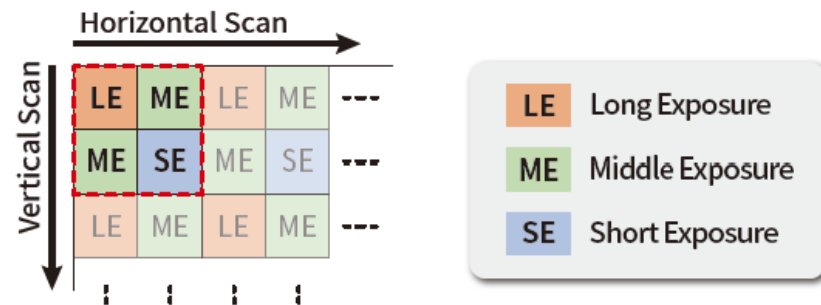 Horizontal Scan
Vertical Scan
LE ME LE ME
ME SE ME SE
LE ME LE ME
LE Long Exposure
ME Middle Exposure
SE Short Exposure